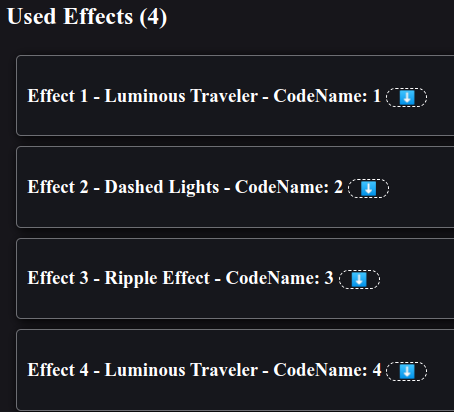 Used Effects (4)
Effect 1 - Luminous Traveler - CodeName: 1 ⬇️
Effect 2 - Dashed Lights - CodeName: 2 ⬇️
Effect 3 - Ripple Effect - CodeName: 3 ⬇️
Effect 4 - Luminous Traveler - CodeName: 4 ⬇️